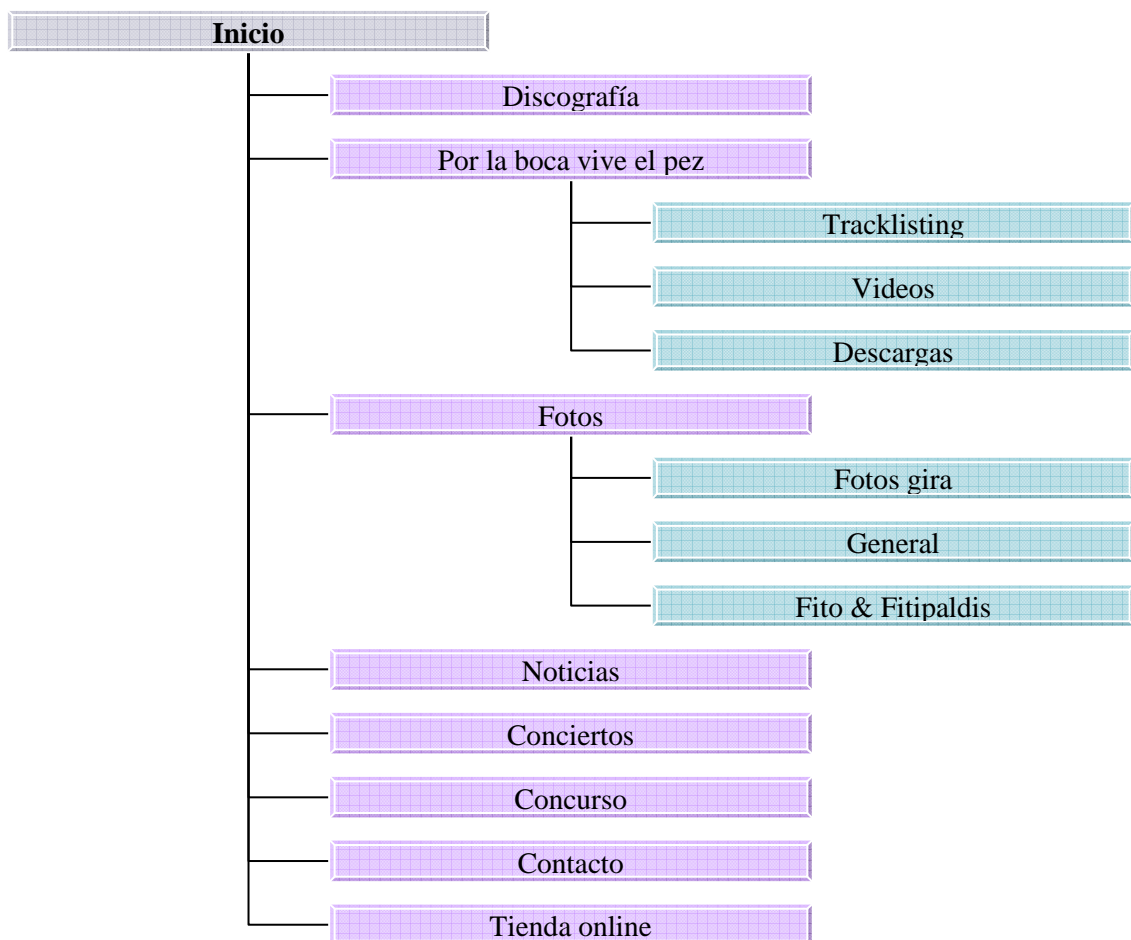 Inicio
Discografía
Por la boca vive el pez
Tracklisting
Videos
Descargas
Fotos
Fotos gira
General
Fito & Fitipaldis
Noticias
Conciertos
Concurso
Contacto
Tienda online